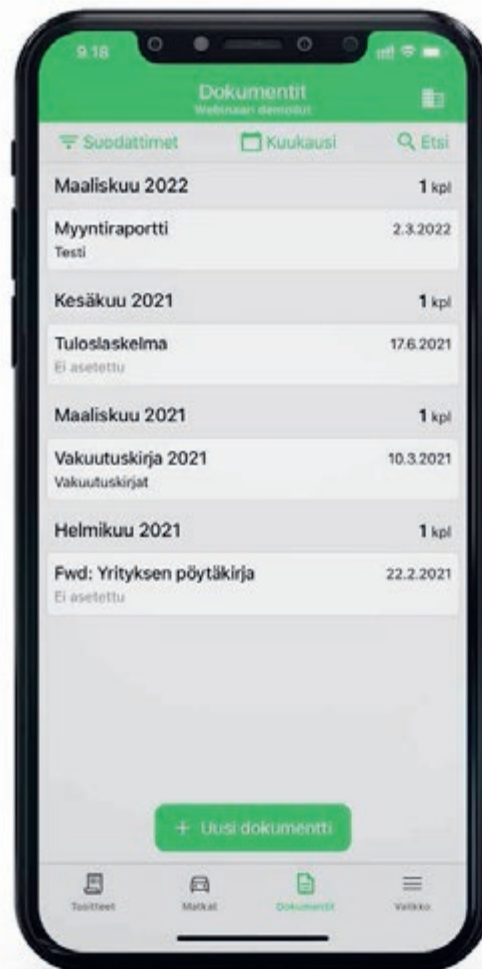 9.18
Dokumentit
Webinaari demoilut
Suodattimet Kuukausi Etsi
Maaliskuu 2022 1 kpl
Myyntiraportti 2.3.2022
Testi
Kesäkuu 2021 1 kpl
Tuloslaskelma 17.6.2021
Ei asetettu
Maaliskuu 2021 1 kpl
Vakuutuskirja 2021 10.3.2021
Vakuutuskirjat
Helmikuu 2021 1 kpl
Fwd: Yrityksen pöytäkirja 22.2.2021
Ei asetettu
+ Uusi dokumentti
Tositteet Matkat Dokumentit Valikko